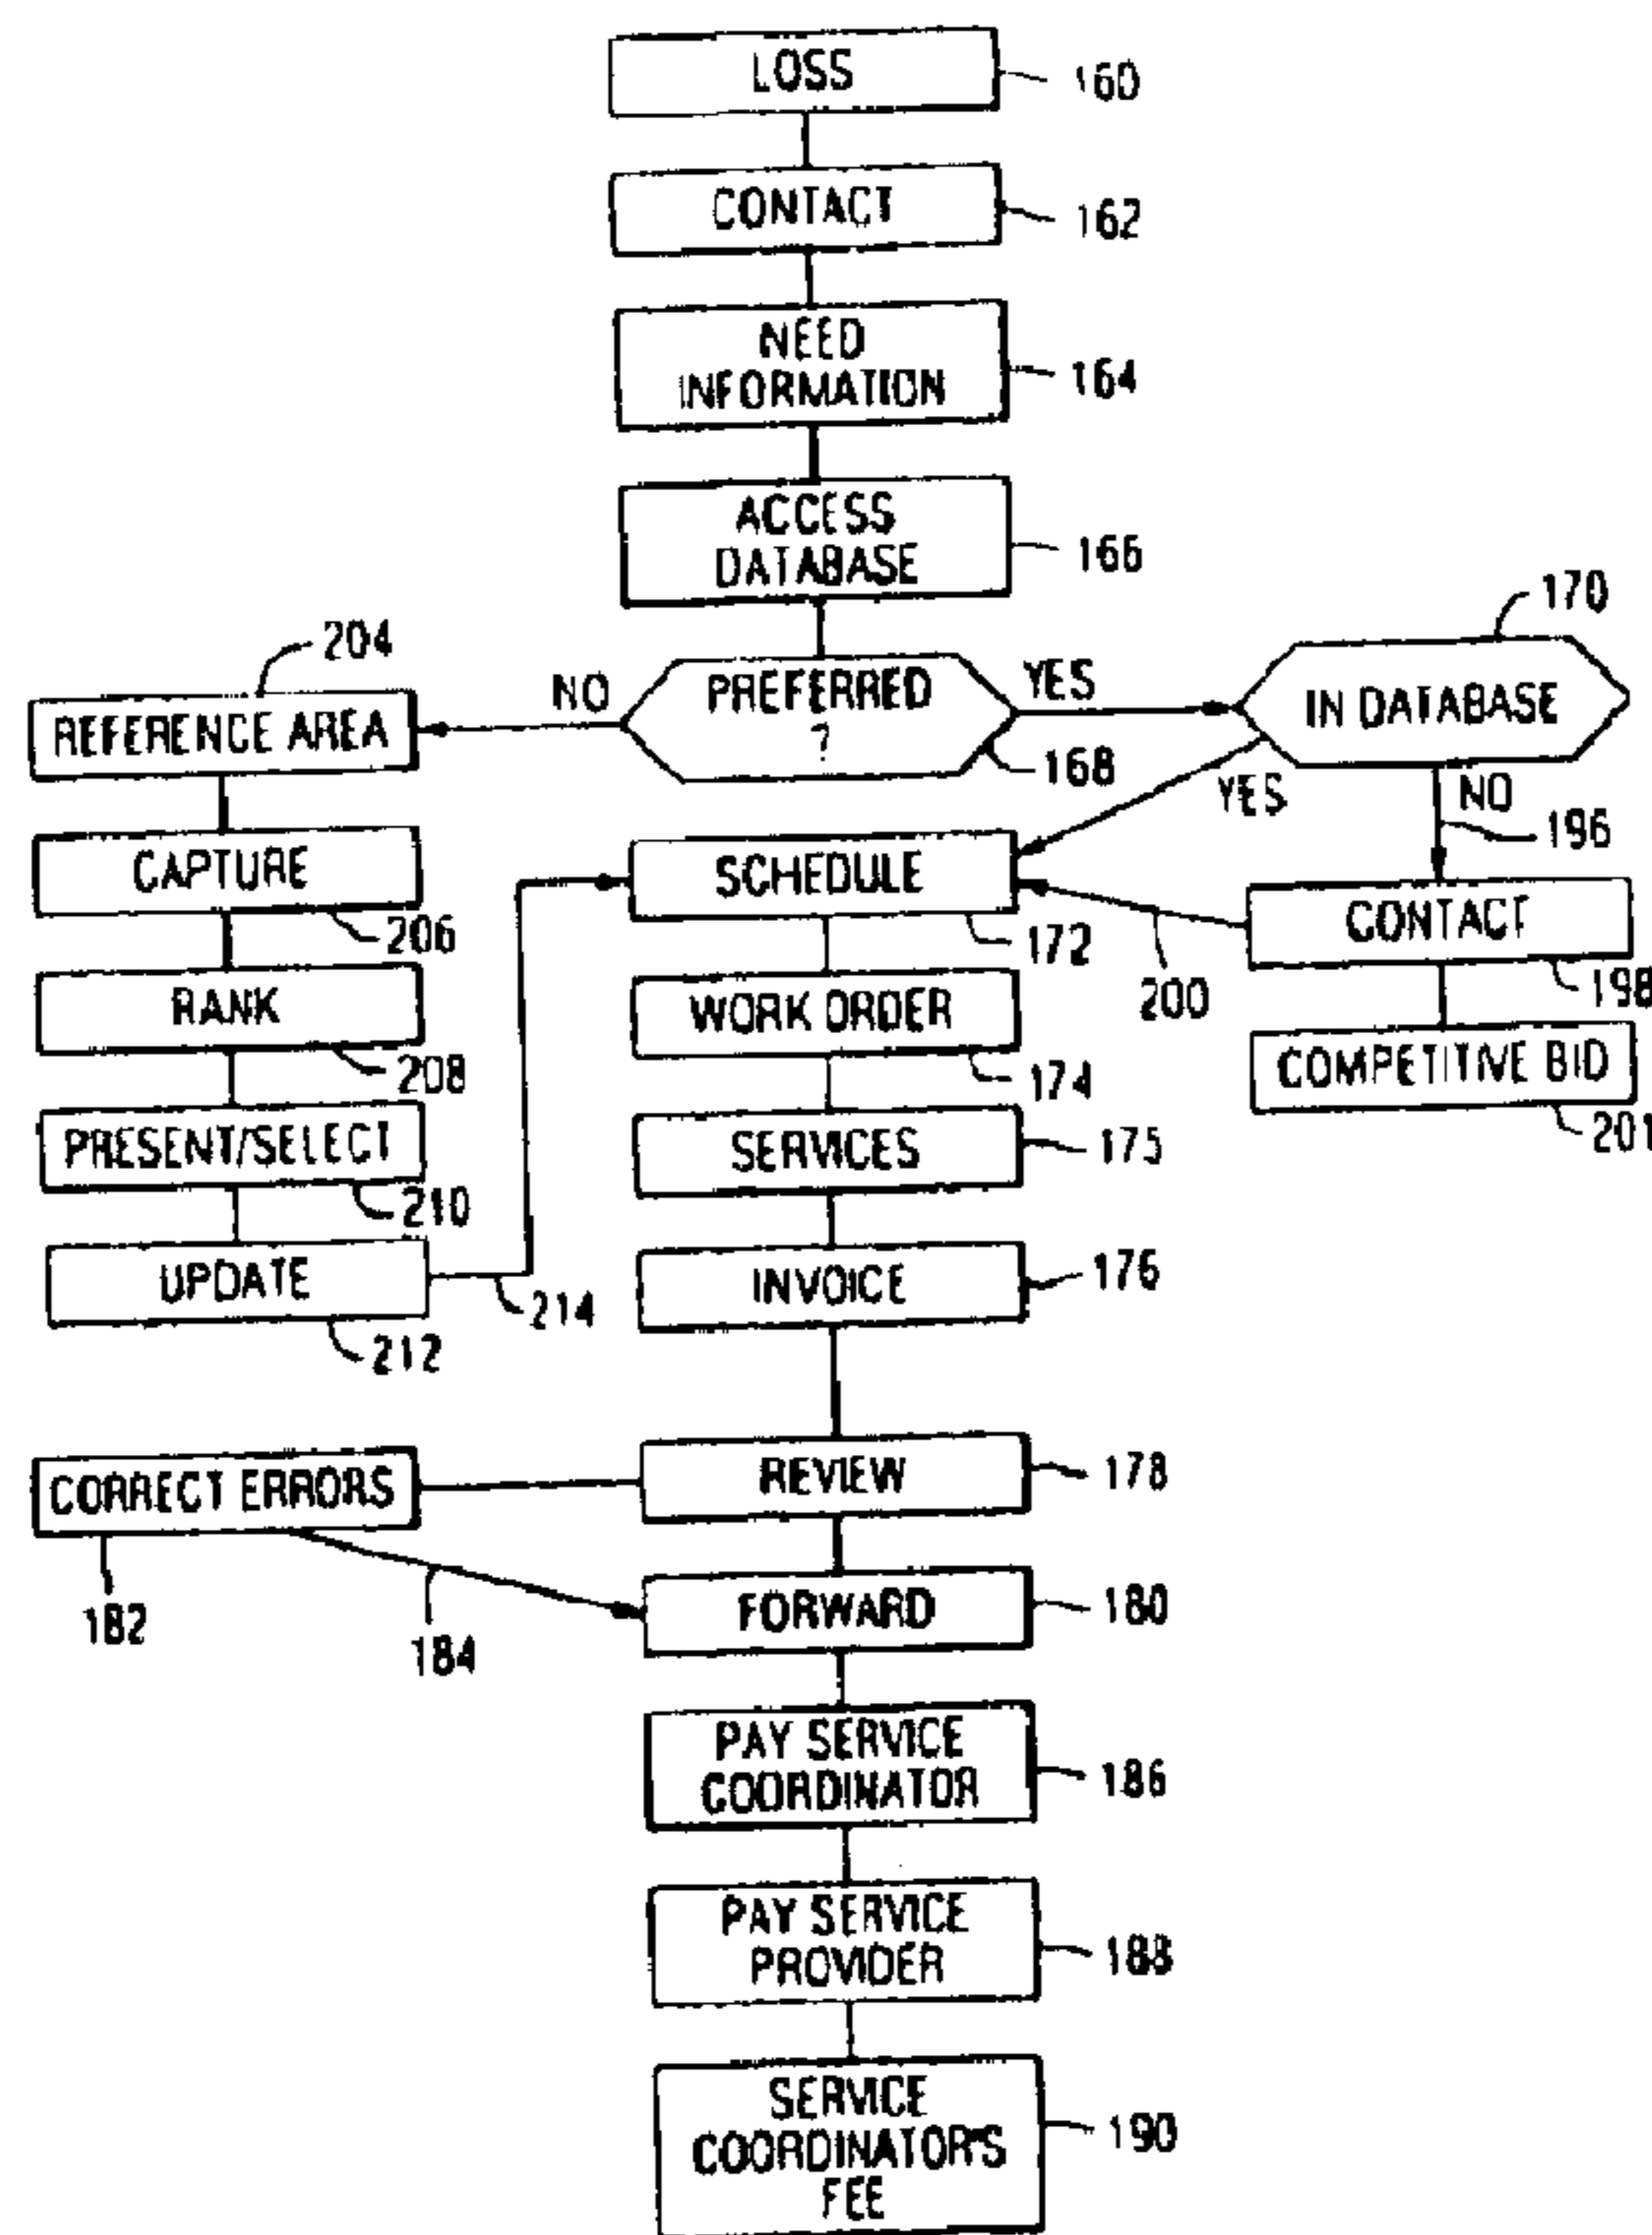 LOSS
160
CONTACT
162
NEED
INFORMATION
164
ACCESS
DATABASE
166
170
204
NO
PREFERRED
?
YES
IN DATABASE
REFERENCE AREA
168
YES
NO
196
CAPTURE
206
SCHEDULE
172
200
CONTACT
198
RANK
208
WORK ORDER
174
COMPETITIVE BID
201
PRESENT/SELECT
210
SERVICES
175
UPDATE
212
214
INVOICE
176
CORRECT ERRORS
182
184
REVIEW
178
FORWARD
180
PAY SERVICE
COORDINATOR
186
PAY SERVICE
PROVIDER
188
SERVICE
COORDINATOR'S
FEE
190